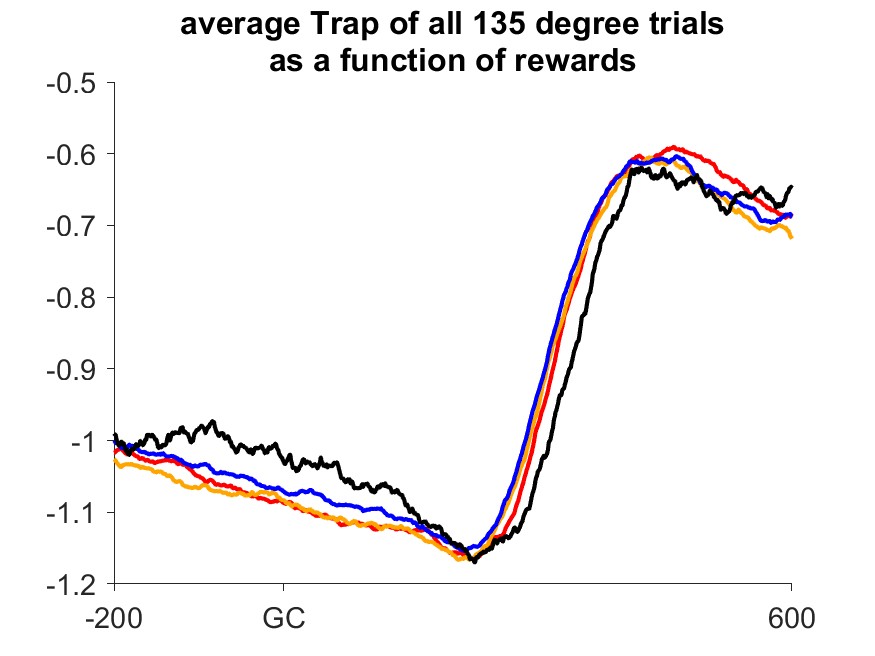 average Trap of all 135 degree trials
as a function of rewards
-0.5
-0.6
-0.7
-0.8
-0.9
-1
-1.1
-1.2
-200 GC 600